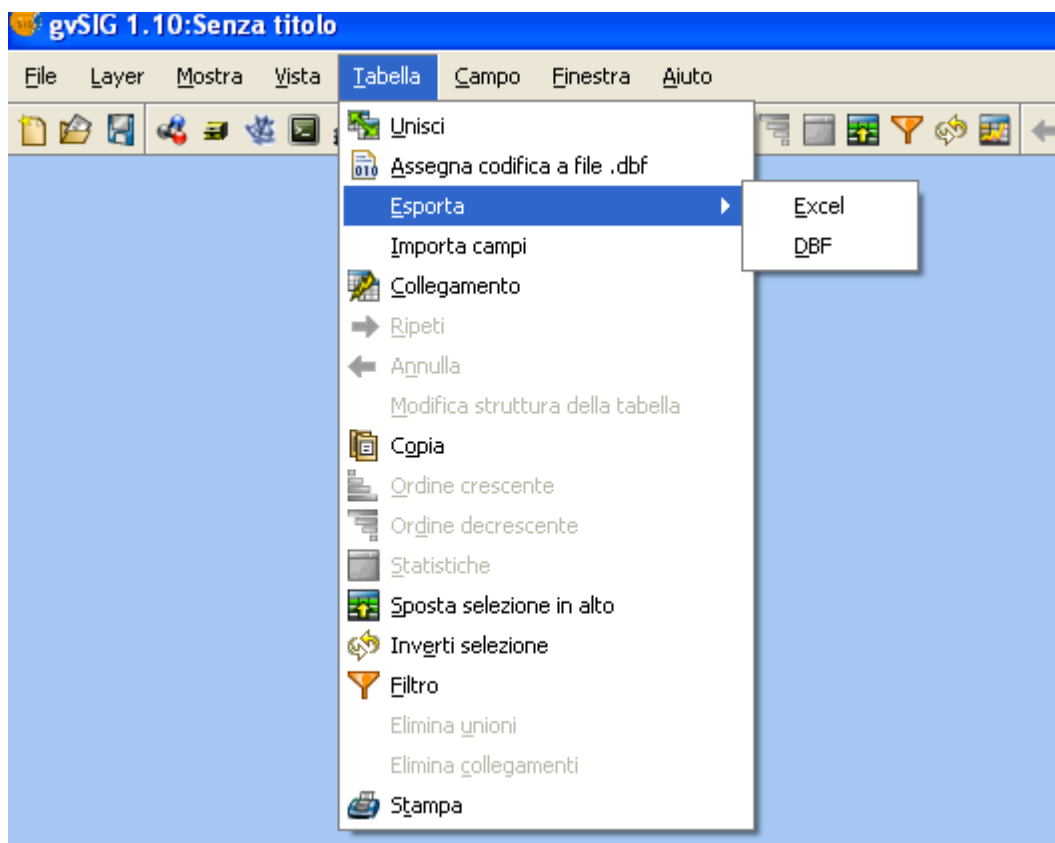 gvSIG 1.10:Senza titolo
File Layer Mostra Vista Tabella Campo Finestra Aiuto
Unisci
010 Assegna codifica a file .dbf
Esporta
Excel
Importa campi
DBF
Collegamento
Ripeti
Annulla
Modifica struttura della tabella
Copia
Ordine crescente
Ordine decrescente
Statistiche
Sposta selezione in alto
Inverti selezione
Filtro
Elimina unioni
Elimina collegamenti
Stampa